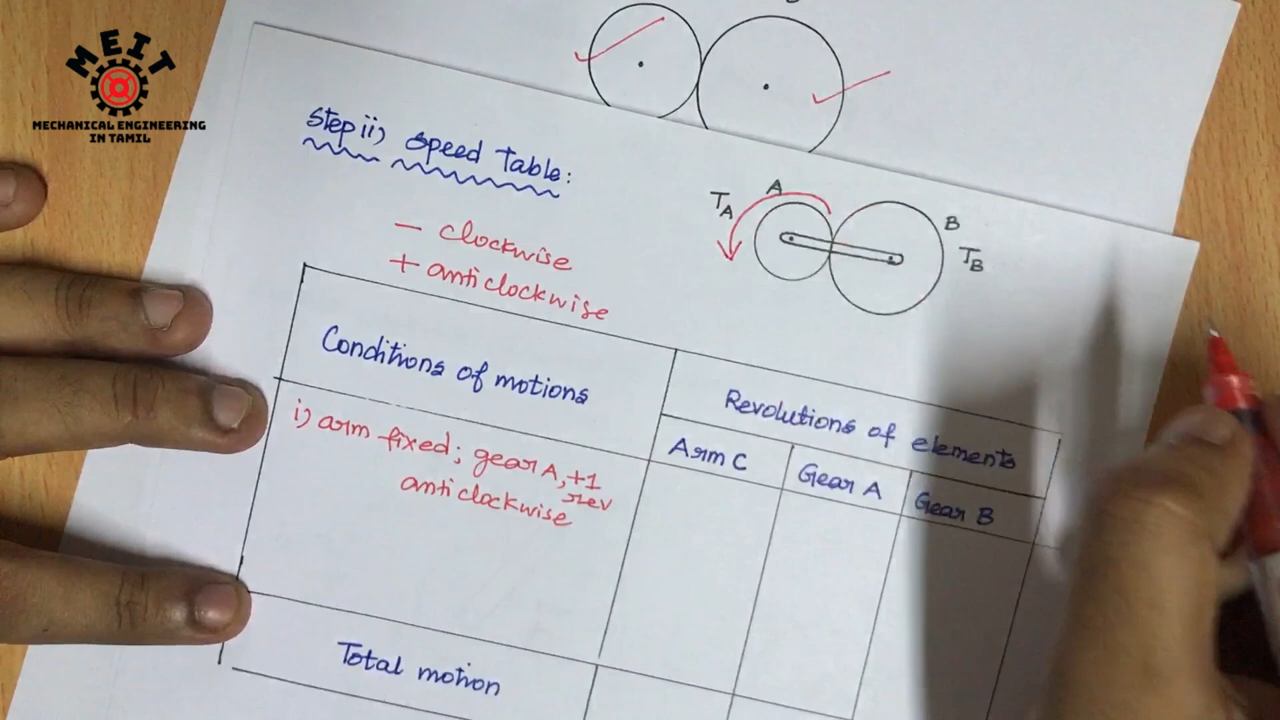 MEIT
MECHANICAL ENGINEERING
IN TAMIL
Step ii) Speed Table:
− clockwise
+ anticlockwise
A
TA
B
TB
Conditions of motions
Revolutions of elements
Arm C
Gear A
Gear B
i) arm fixed; gear A, +1
rev
anticlockwise
Total motion